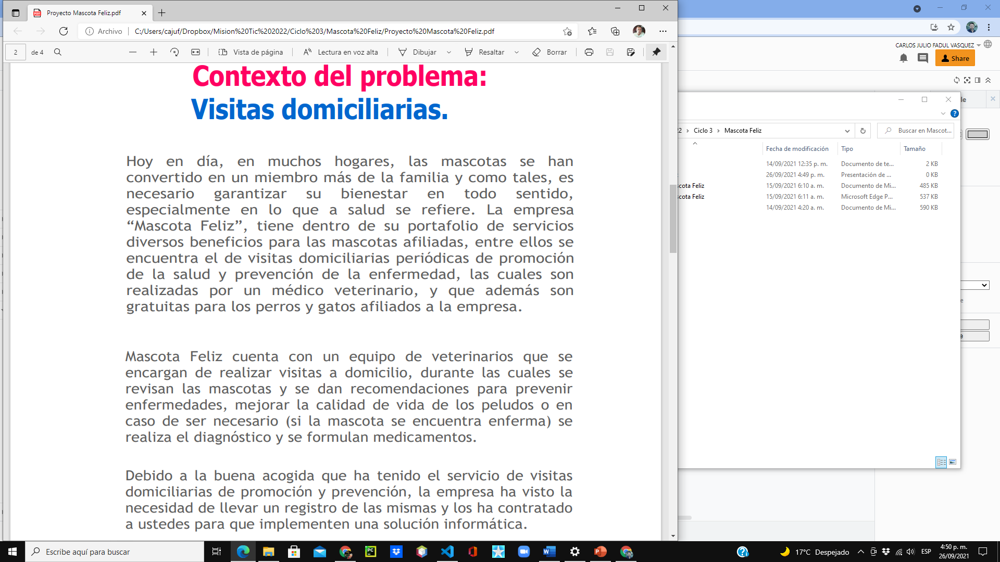 Proyecto Mascota Feliz.pdf
Archivo
C:/Users/cajuf/Dropbox/Mision%20Tic%202022/Ciclo%203/Mascota%20Feliz/Proyecto%20Mascota%20Feliz.pdf
2 de 4
Vista de página
Lectura en voz alta
Dibujar
Resaltar
Borrar
Contexto del problema:
Visitas domiciliarias.
Hoy en día, en muchos hogares, las mascotas se han
convertido en un miembro más de la familia y como tales, es
necesario garantizar su bienestar en todo sentido,
especialmente en lo que a salud se refiere. La empresa
“Mascota Feliz”, tiene dentro de su portafolio de servicios
diversos beneficios para las mascotas afiliadas, entre ellos se
encuentra el de visitas domiciliarias periódicas de promoción
de la salud y prevención de la enfermedad, las cuales son
realizadas por un médico veterinario, y que además son
gratuitas para los perros y gatos afiliados a la empresa.
Mascota Feliz cuenta con un equipo de veterinarios que se
encargan de realizar visitas a domicilio, durante las cuales se
revisan las mascotas y se dan recomendaciones para prevenir
enfermedades, mejorar la calidad de vida de los peludos o en
caso de ser necesario (si la mascota se encuentra enferma) se
realiza el diagnóstico y se formulan medicamentos.
Debido a la buena acogida que ha tenido el servicio de visitas
domiciliarias de promoción y prevención, la empresa ha visto la
necesidad de llevar un registro de las mismas y los ha contratado
a ustedes para que implementen una solución informática.
CARLOS JULIO FADUL VASQUEZ
Share
le
22 > Ciclo 3 > Mascota Feliz
Buscar en Mascot...
Fecha de modificación Tipo Tamaño
14/09/2021 12:35 p. m. Documento de te... 2 KB
26/09/2021 4:49 p. m. Presentación de ... 0 KB
scota Feliz 15/09/2021 6:10 a. m. Documento de Mi... 485 KB
scota Feliz 15/09/2021 6:11 a. m. Microsoft Edge P... 537 KB
14/09/2021 4:20 a. m. Documento de Mi... 590 KB
e
e
Escribe aquí para buscar
17°C Despejado
ESP
4:50 p. m.
26/09/2021